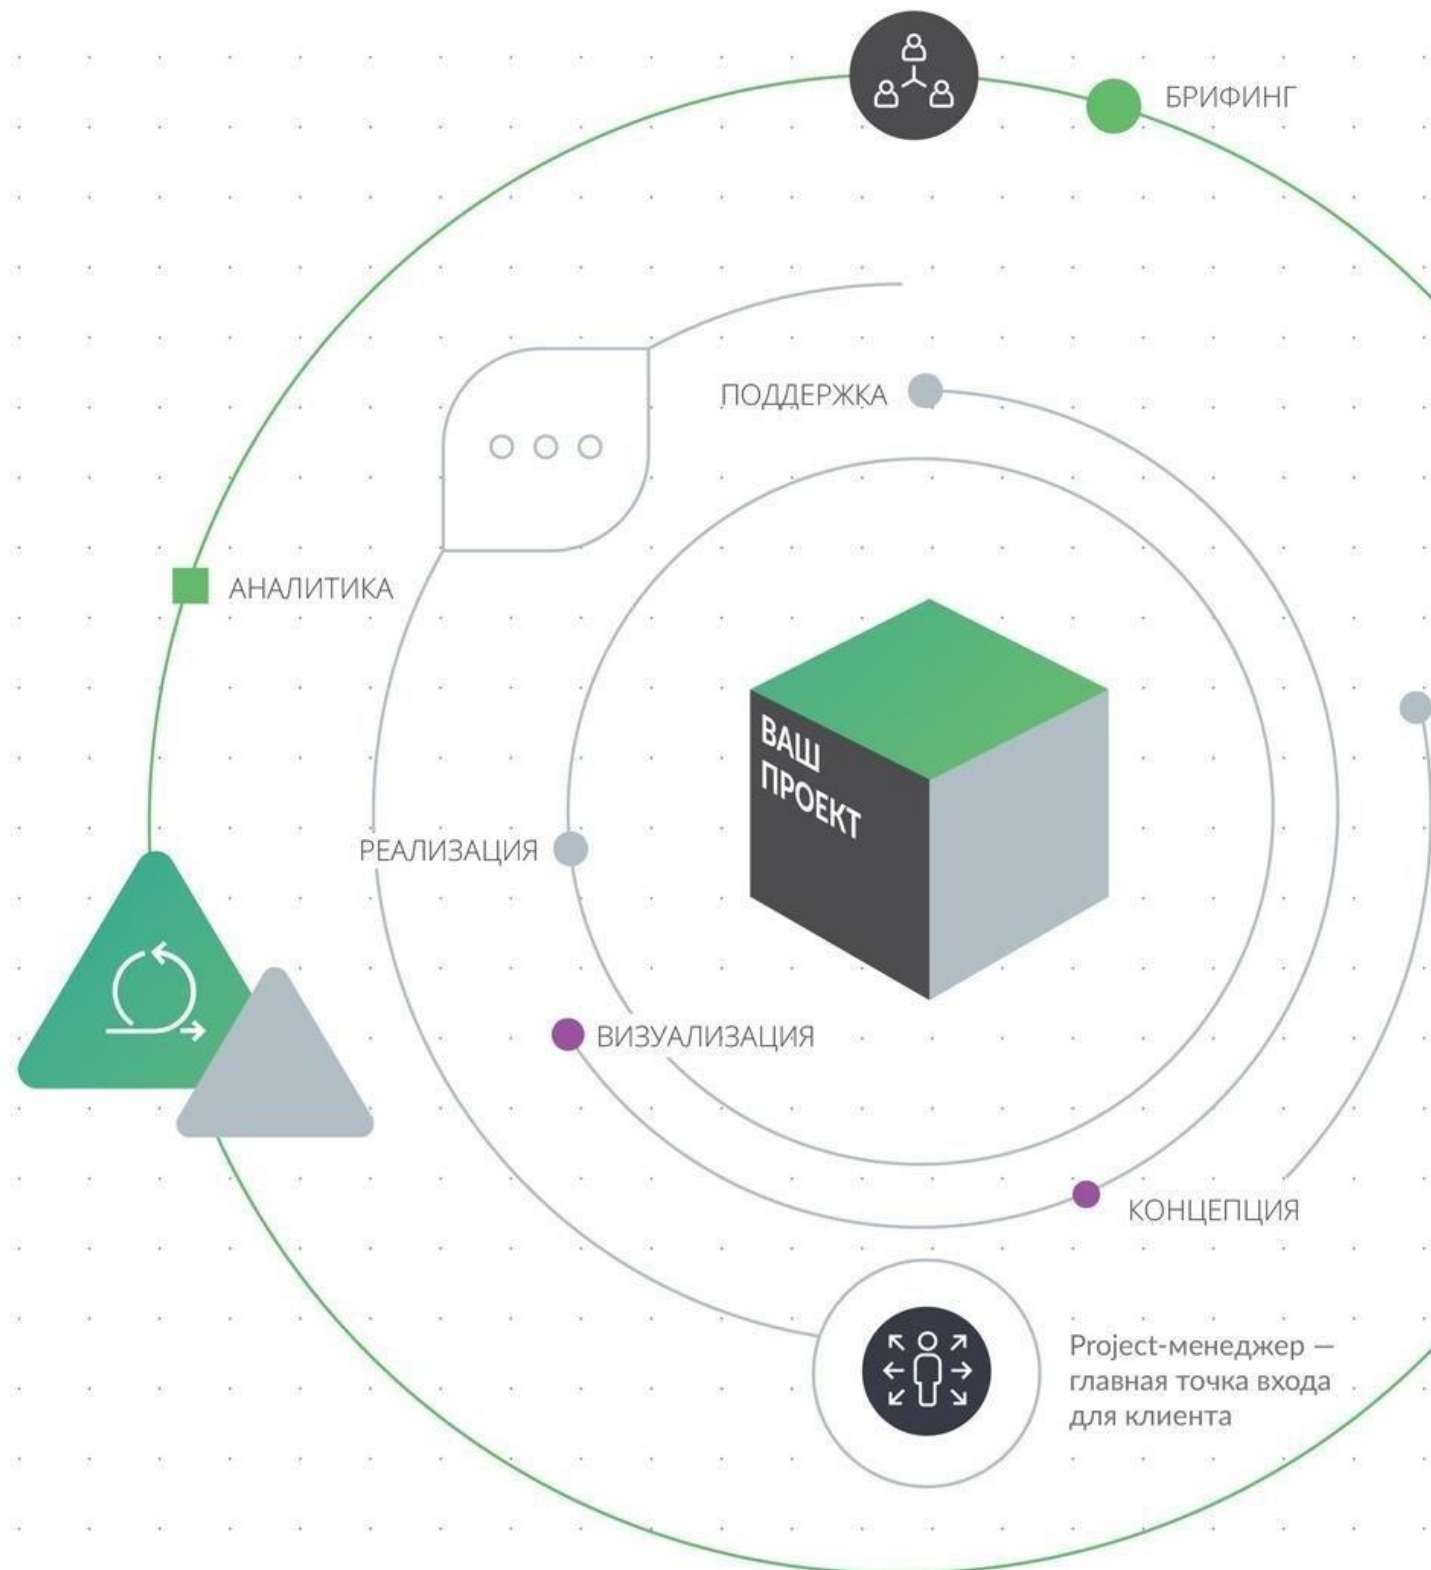 БРИФИНГ
ПОДДЕРЖКА
АНАЛИТИКА
ВАШ
ПРОЕКТ
РЕАЛИЗАЦИЯ
ВИЗУАЛИЗАЦИЯ
КОНЦЕПЦИЯ
Project-менеджер —
главная точка входа
для клиента